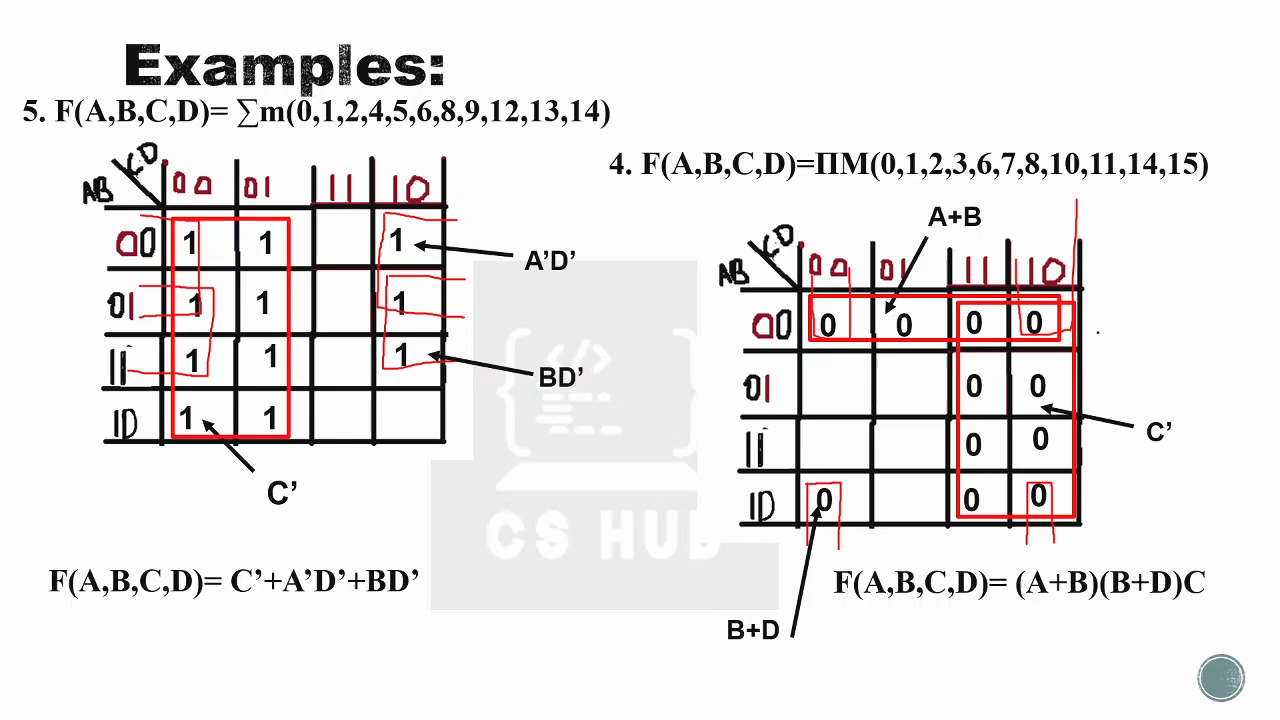 Examples:
5. F(A,B,C,D)= ∑m(0,1,2,4,5,6,8,9,12,13,14)
CD
AB
00 01 11 10
00 1 1 1
A’D’
01 1 1 1
11 1 1 1
BD’
10 1 1
C’
F(A,B,C,D)= C’+A’D’+BD’
4. F(A,B,C,D)=ΠM(0,1,2,3,6,7,8,10,11,14,15)
A+B
CD
AB
00 01 11 10
00 0 0 0 0
01 0 0
C’
11 0 0
10 0 0 0
F(A,B,C,D)= (A+B)(B+D)C
B+D
</>
CS HUB